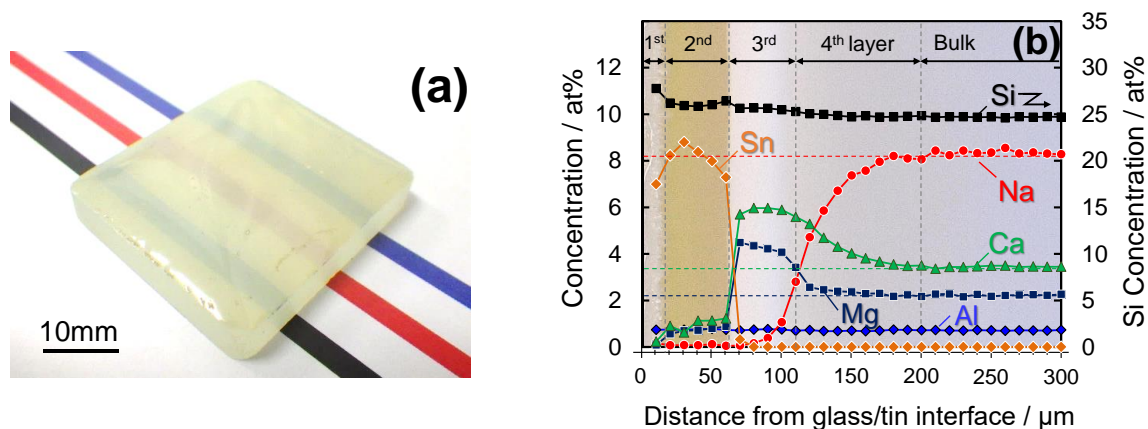 (a)
10mm
(b)
1st
2nd
3rd
4th layer
Bulk
Si
Sn
Na
Ca
Mg
Al
Concentration / at%
0
2
4
6
8
10
12
Si Concentration / at%
0
5
10
15
20
25
30
35
0
50
100
150
200
250
300
Distance from glass/tin interface / µm